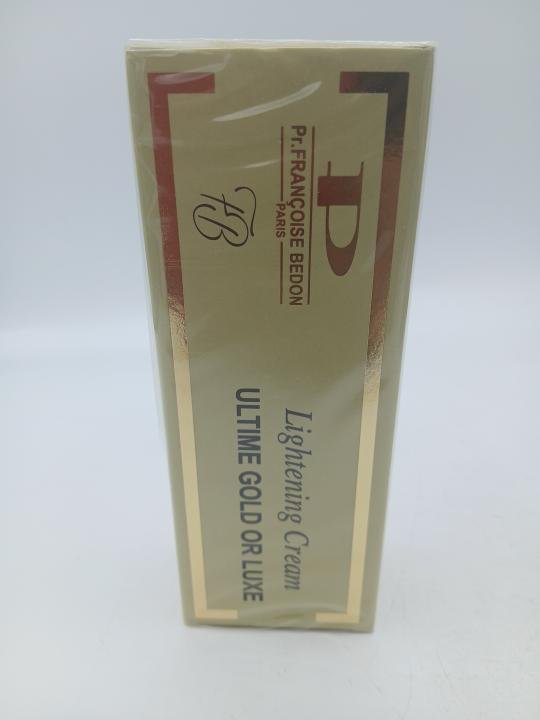 P
Pr.FRANÇOISE BEDON
PARIS
FB
Lightening Cream
ULTIME GOLD OR LUXE